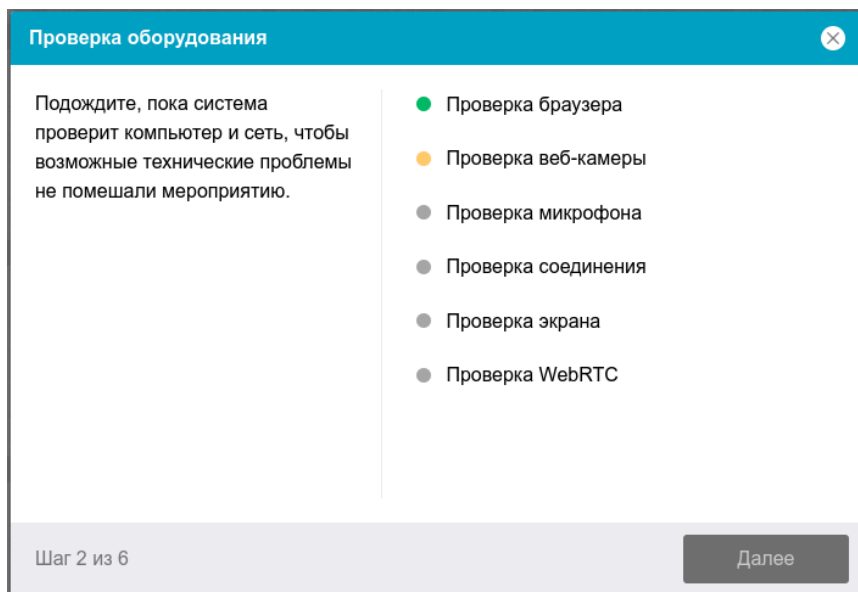 Проверка оборудования
Подождите, пока система
проверит компьютер и сеть, чтобы
возможные технические проблемы
не помешали мероприятию.
Проверка браузера
Проверка веб-камеры
Проверка микрофона
Проверка соединения
Проверка экрана
Проверка WebRTC
Шаг 2 из 6
Далее